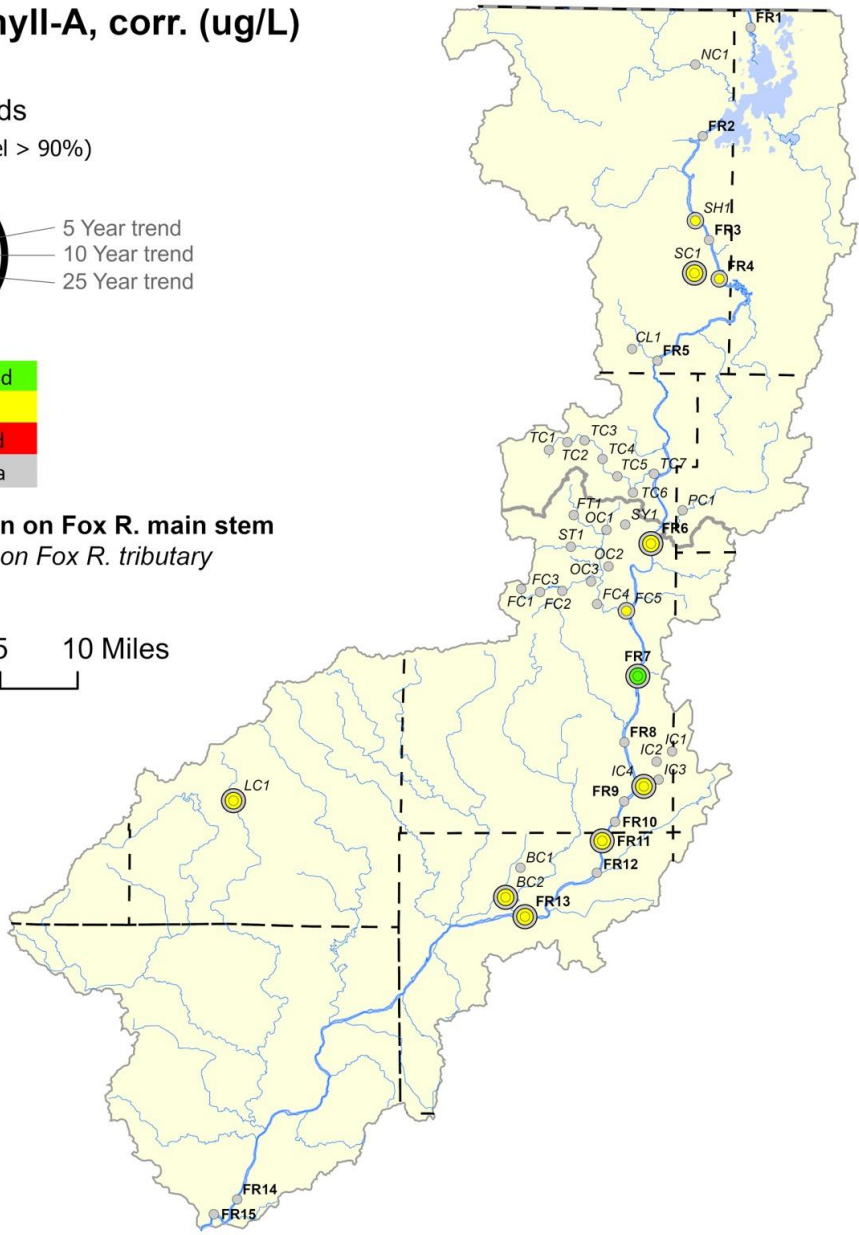 hyll-A, corr. (ug/L)
ds
el > 90%)
5 Year trend
10 Year trend
25 Year trend
d
d
a
n on Fox R. main stem
on Fox R. tributary
5 10 Miles
FR1
NC1
FR2
SH1
FR3
SC1
FR4
CL1
FR5
TC1
TC3
TC2
TC4
TC5
TC7
TC6
PC1
FT1
OC1
SY1
FR6
ST1
OC2
OC3
FC3
FC1
FC2
FC4
FC5
FR7
FR8
IC1
IC2
IC4
IC3
LC1
FR9
FR10
FR11
BC1
FR12
BC2
FR13
FR14
FR15